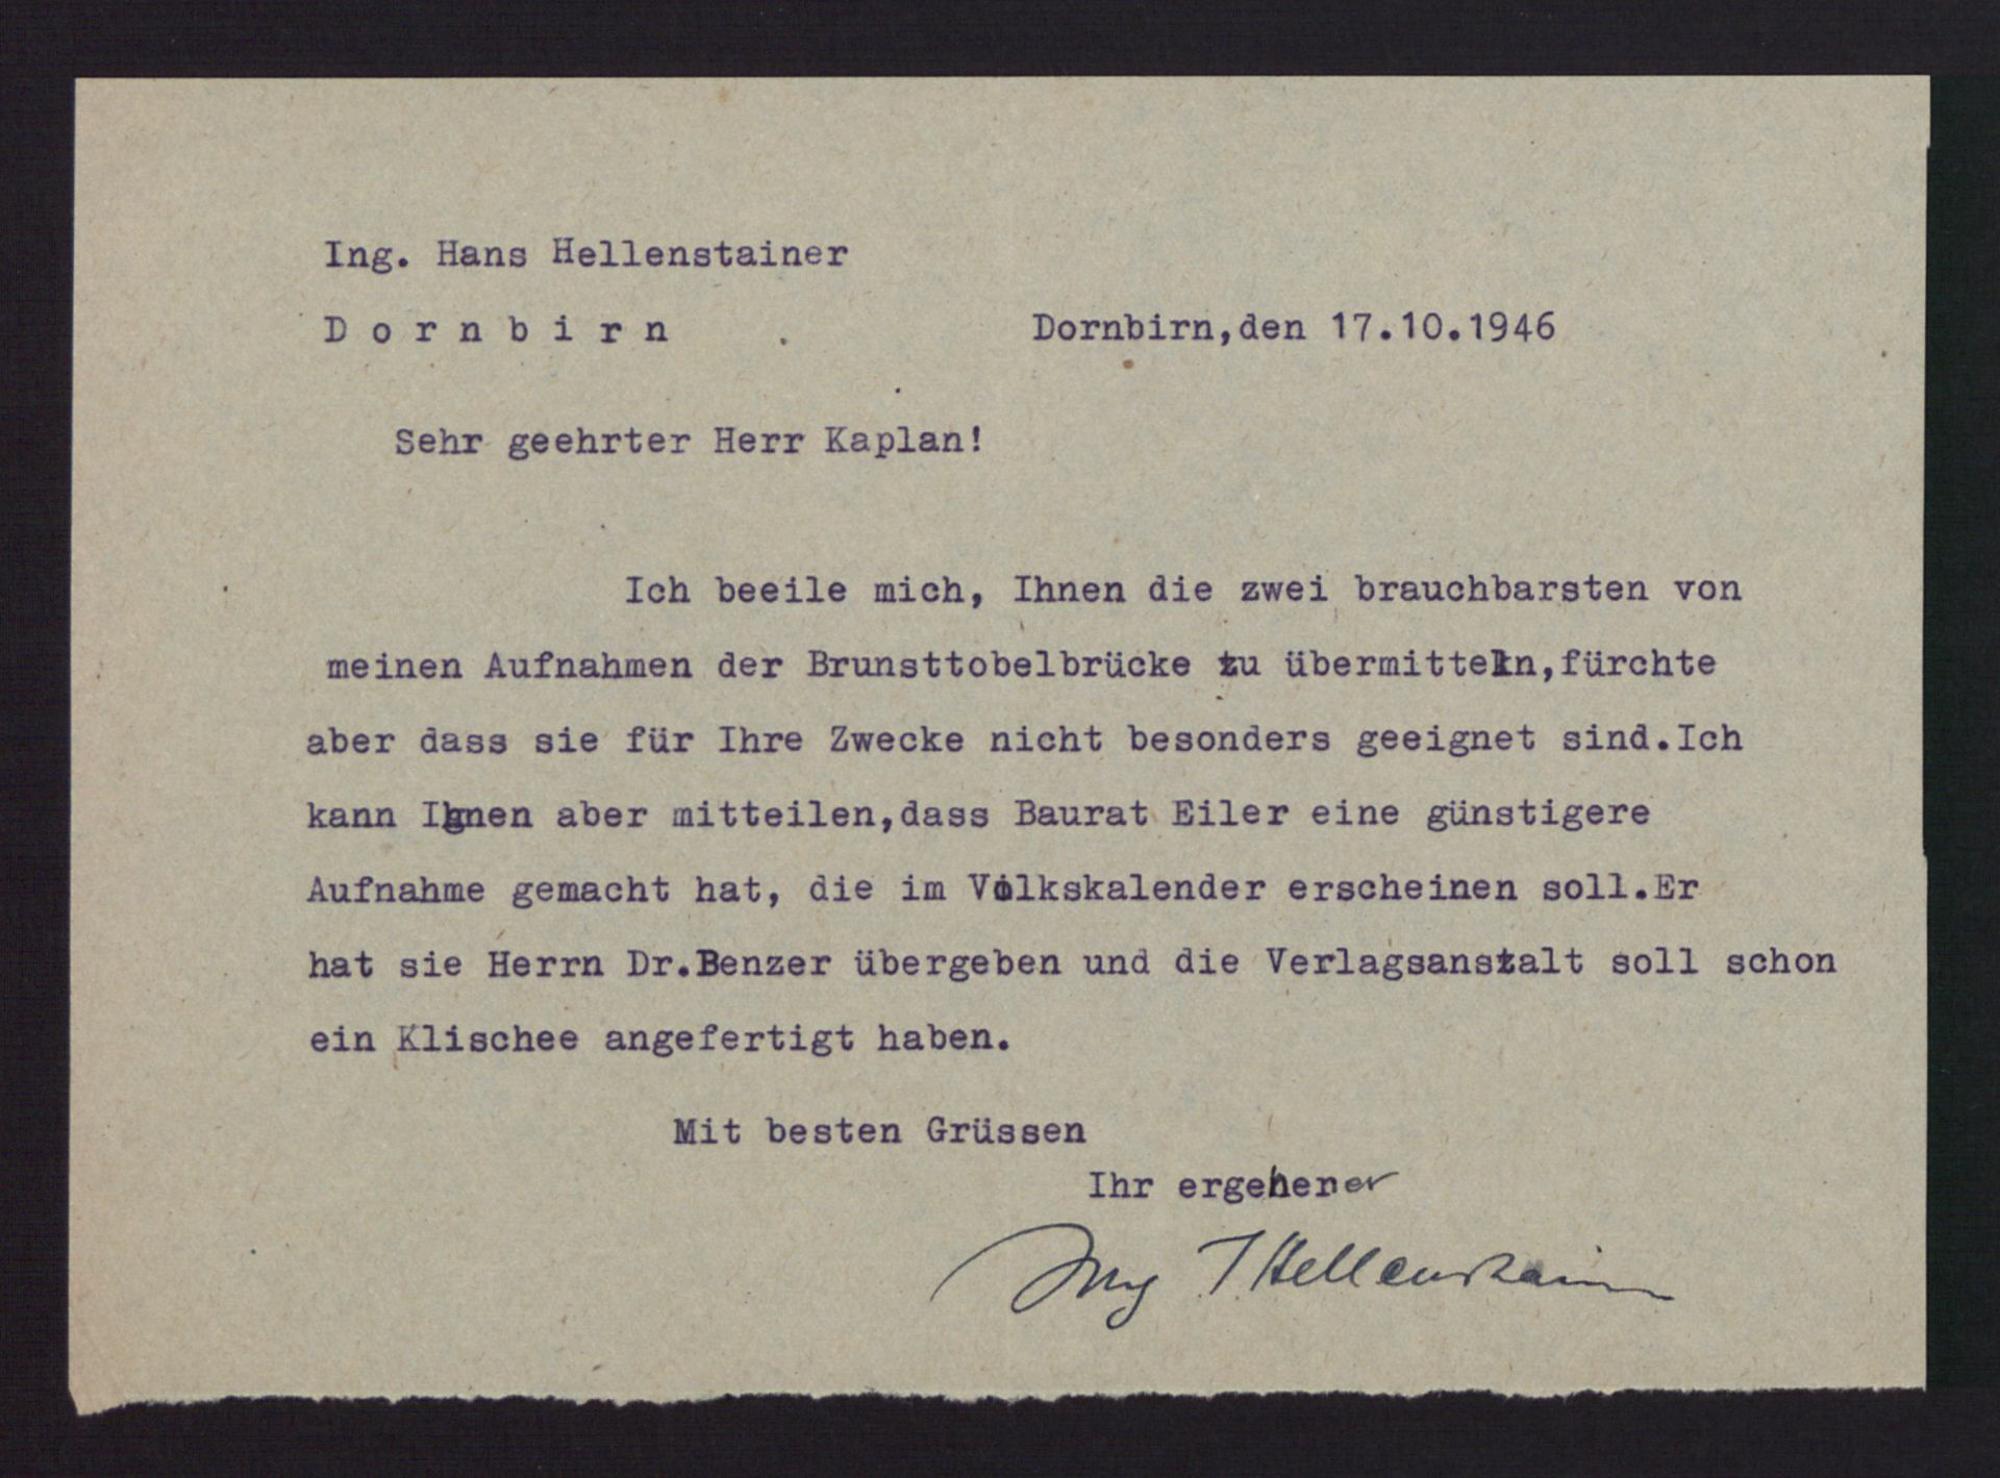 Ing. Hans Hellenstainer
D o r n b i r n
Dornbirn,den 17.10.1946
Sehr geehrter Herr Kaplan!
Ich beeile mich, Ihnen die zwei brauchbarsten von
meinen Aufnahmen der Brunsttobelbrücke zu übermitteln,fürchte
aber dass sie für Ihre Zwecke nicht besonders geeignet sind.Ich
kann Ihnen aber mitteilen,dass Baurat Eiler eine günstigere
Aufnahme gemacht hat, die im Volkskalender erscheinen soll.Er
hat sie Herrn Dr.Benzer übergeben und die Verlagsanstalt soll schon
ein Klischee angefertigt haben.
Mit besten Grüssen
Ihr ergebener
Ing Hellenstainer